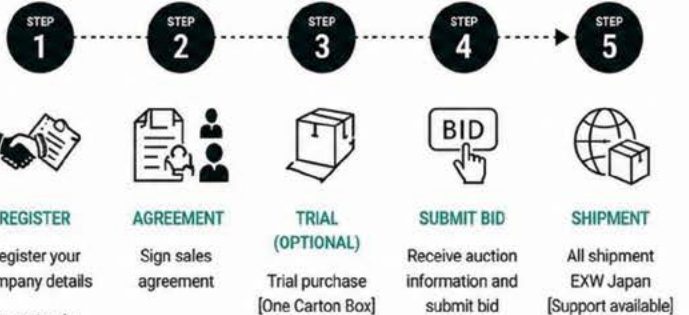 STEP
1
STEP
2
STEP
3
STEP
4
STEP
5
BID
REGISTER
egister your
mpany details
AGREEMENT
Sign sales
agreement
TRIAL
(OPTIONAL)
Trial purchase
[One Carton Box]
SUBMIT BID
Receive auction
information and
submit bid
SHIPMENT
All shipment
EXW Japan
[Support available]